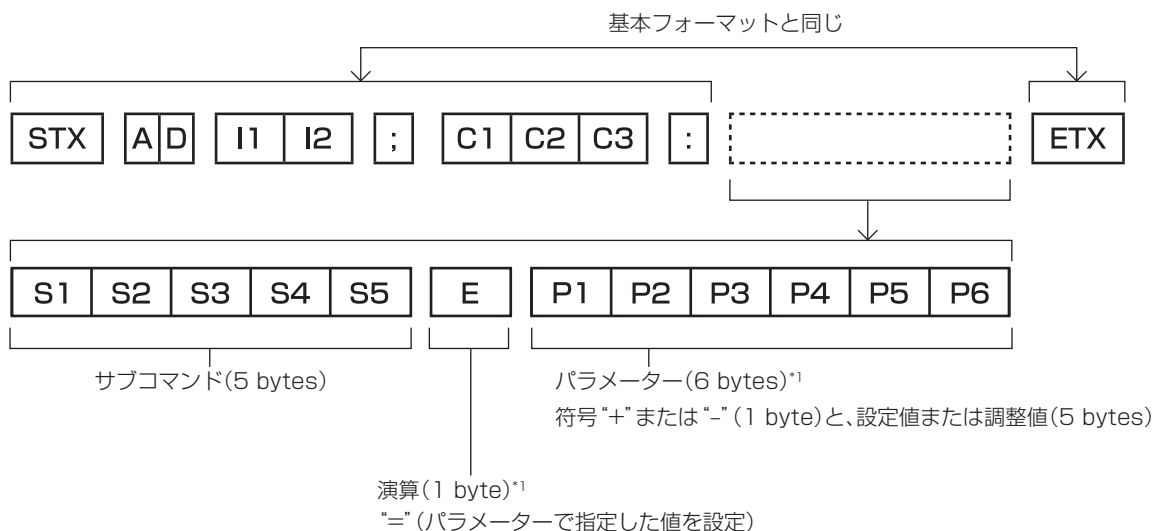 基本フォーマットと同じ
STX A D I1 I2 ; C1 C2 C3 : ETX
S1 S2 S3 S4 S5 E P1 P2 P3 P4 P5 P6
サブコマンド(5 bytes)
パラメーター(6 bytes)*1
符号“+”または“–”(1 byte)と、設定値または調整値(5 bytes)
演算(1 byte)*1
“=”(パラメーターで指定した値を設定)